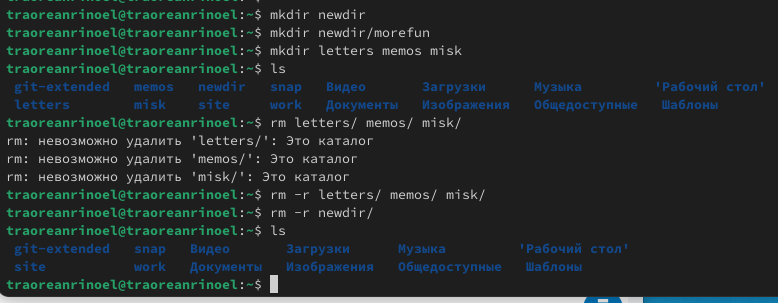 traoreanrinoel@traoreanrinoel:~$ mkdir newdir
traoreanrinoel@traoreanrinoel:~$ mkdir newdir/morefun
traoreanrinoel@traoreanrinoel:~$ mkdir letters memos misk
traoreanrinoel@traoreanrinoel:~$ ls
git-extended memos newdir snap Видео Загрузки Музыка 'Рабочий стол'
letters misk site work Документы Изображения Общедоступные Шаблоны
traoreanrinoel@traoreanrinoel:~$ rm letters/ memos/ misk/
rm: невозможно удалить 'letters/': Это каталог
rm: невозможно удалить 'memos/': Это каталог
rm: невозможно удалить 'misk/': Это каталог
traoreanrinoel@traoreanrinoel:~$ rm -r letters/ memos/ misk/
traoreanrinoel@traoreanrinoel:~$ rm -r newdir/
traoreanrinoel@traoreanrinoel:~$ ls
git-extended snap Видео Загрузки Музыка 'Рабочий стол'
site work Документы Изображения Общедоступные Шаблоны
traoreanrinoel@traoreanrinoel:~$